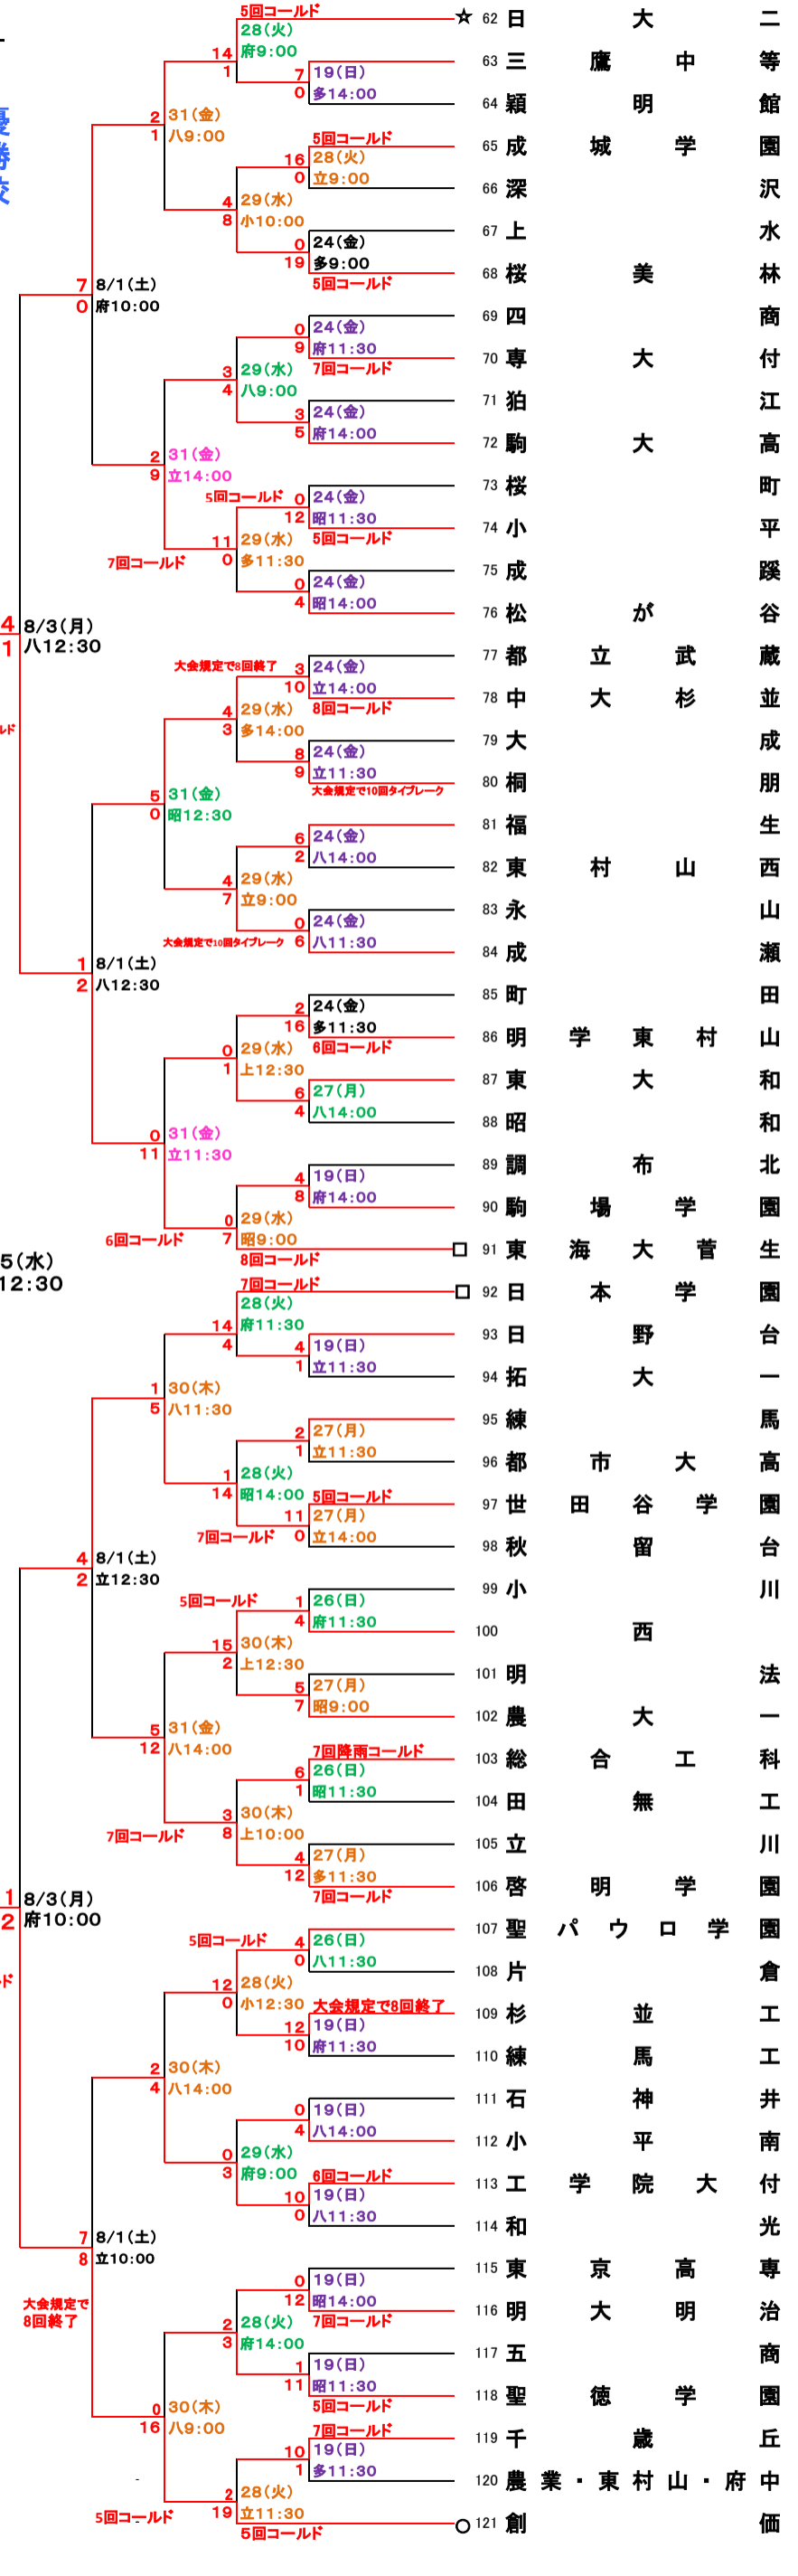 優勝校
5回コールド
☆ 62 日大二
28(火)
府9:00
14
1
63 三鷹中等
7 19(日)
0 多14:00
64 穎明館
2 31(金)
1 八9:00
5回コールド
65 成城学園
16 28(火)
0 立9:00
66 深沢
4 29(水)
8 小10:00
67 上水
0 24(金)
19 多9:00
68 桜美林
5回コールド
7 8/1(土)
0 府10:00
69 四商
0 24(金)
9 府11:30
70 専大付
7回コールド
3 29(水)
4 八9:00
71 狛江
3 24(金)
5 府14:00
72 駒大高
2 31(金)
9 立14:00
73 桜町
5回コールド
0 24(金)
12 昭11:30
74 小平
5回コールド
11 29(水)
0 多11:30
7回コールド
75 成蹊
0 24(金)
4 昭14:00
76 松が谷
4 8/3(月)
1 八12:30
77 都立武蔵
大会規定で8回終了
3 24(金)
10 立14:00
78 中大杉並
8回コールド
4 29(水)
3 多14:00
ルド
79 大成
8 24(金)
9 立11:30
80 桐朋
大会規定で10回タイブレーク
5 31(金)
0 昭12:30
81 福生
6 24(金)
2 八14:00
82 東村山西
4 29(水)
7 立9:00
83 永山
0 24(金)
6 八11:30
大会規定で10回タイブレーク
84 成瀬
1 8/1(土)
2 八12:30
85 町田
2 24(金)
16 多11:30
86 明学東村山
6回コールド
0 29(水)
1 上12:30
87 東大和
6 27(月)
4 八14:00
88 昭和
0 31(金)
11 立11:30
89 調布北
4 19(日)
8 府14:00
90 駒場学園
0 29(水)
7 昭9:00
6回コールド
□ 91 東海大菅生
8回コールド
5(水)
12:30
7回コールド
□ 92 日本学園
28(火)
府11:30
14
4
93 日野台
4 19(日)
1 立11:30
94 拓大一
1 30(木)
5 八11:30
95 練馬
2 27(月)
1 立11:30
96 都市大高
1 28(火)
14 昭14:00
5回コールド
97 世田谷学園
11 27(月)
0 立14:00
7回コールド
98 秋留台
4 8/1(土)
2 立12:30
99 小川
5回コールド
1 26(日)
4 府11:30
100 西
15 30(木)
2 上12:30
101 明法
5 27(月)
7 昭9:00
102 農大一
5 31(金)
12 八14:00
7回降雨コールド
103 総合工科
6 26(日)
1 昭11:30
104 田無工
3 30(木)
8 上10:00
7回コールド
105 立川
4 27(月)
12 多11:30
106 啓明学園
7回コールド
1 8/3(月)
2 府10:00
107 聖パウロ学園
5回コールド
4 26(日)
0 八11:30
108 片倉
ド
12 28(火)
0 小12:30
大会規定で8回終了
109 杉並工
12 19(日)
10 府11:30
110 練馬工
2 30(木)
4 八14:00
111 石神井
0 19(日)
4 八14:00
112 小平南
0 29(水)
3 府9:00
6回コールド
113 工学院大付
10 19(日)
0 八11:30
114 和光
7 8/1(土)
8 立10:00
大会規定で
8回終了
115 東京高専
0 19(日)
12 昭14:00
116 明大明治
7回コールド
2 28(火)
3 府14:00
117 五商
1 19(日)
11 昭11:30
118 聖徳学園
5回コールド
0 30(木)
16 八9:00
7回コールド
119 千歳丘
10 19(日)
1 多11:30
120 農業・東村山・府中
2 28(火)
19 立11:30
5回コールド
○ 121 創価
5回コールド